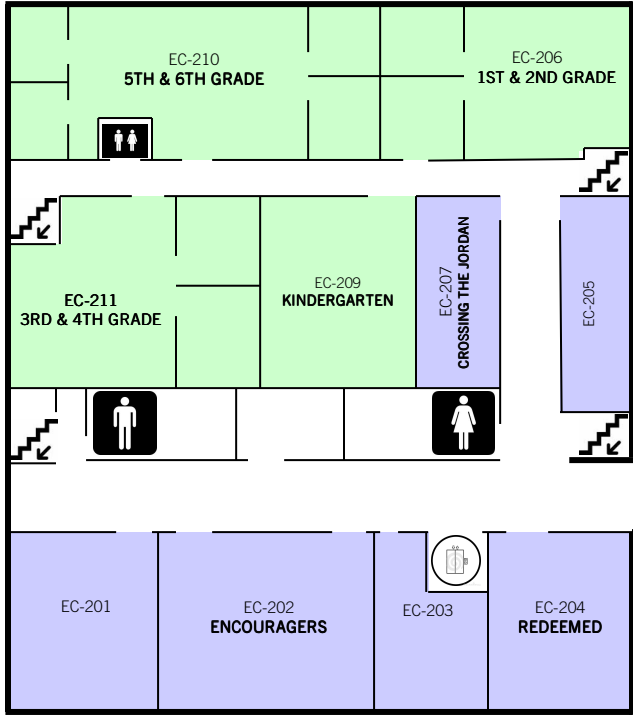 EC-210
5TH & 6TH GRADE
EC-206
1ST & 2ND GRADE
EC-211
3RD & 4TH GRADE
EC-209
KINDERGARTEN
EC-207
CROSSING THE JORDAN
EC-205
EC-201
EC-202
ENCOURAGERS
EC-203
EC-204
REDEEMED